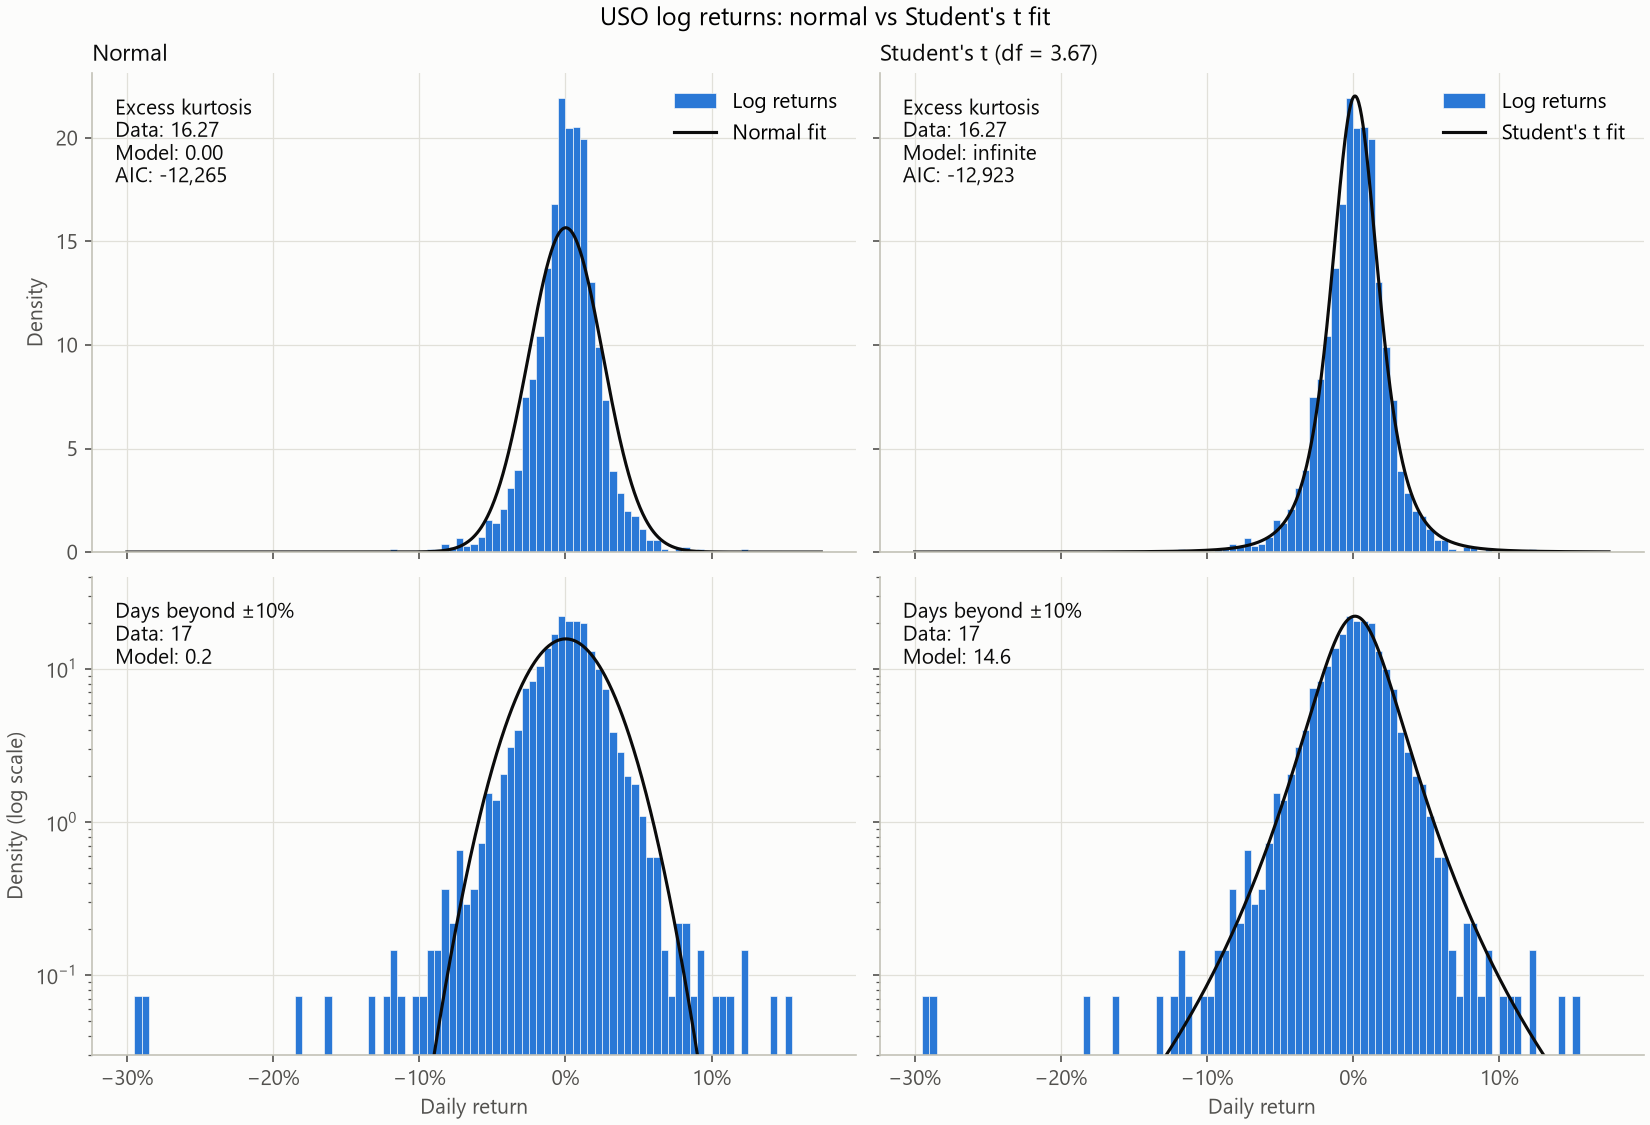 USO log returns: normal vs Student's t fit
Normal
Excess kurtosis
Data: 16.27
Model: 0.00
AIC: -12,265
Log returns
Normal fit
Density
20
15
10
5
0
Student's t (df = 3.67)
Excess kurtosis
Data: 16.27
Model: infinite
AIC: -12,923
Log returns
Student's t fit
Days beyond ±10%
Data: 17
Model: 0.2
Density (log scale)
10¹
10⁰
10⁻¹
−30%
−20%
−10%
0%
10%
Daily return
Days beyond ±10%
Data: 17
Model: 14.6
−30%
−20%
−10%
0%
10%
Daily return